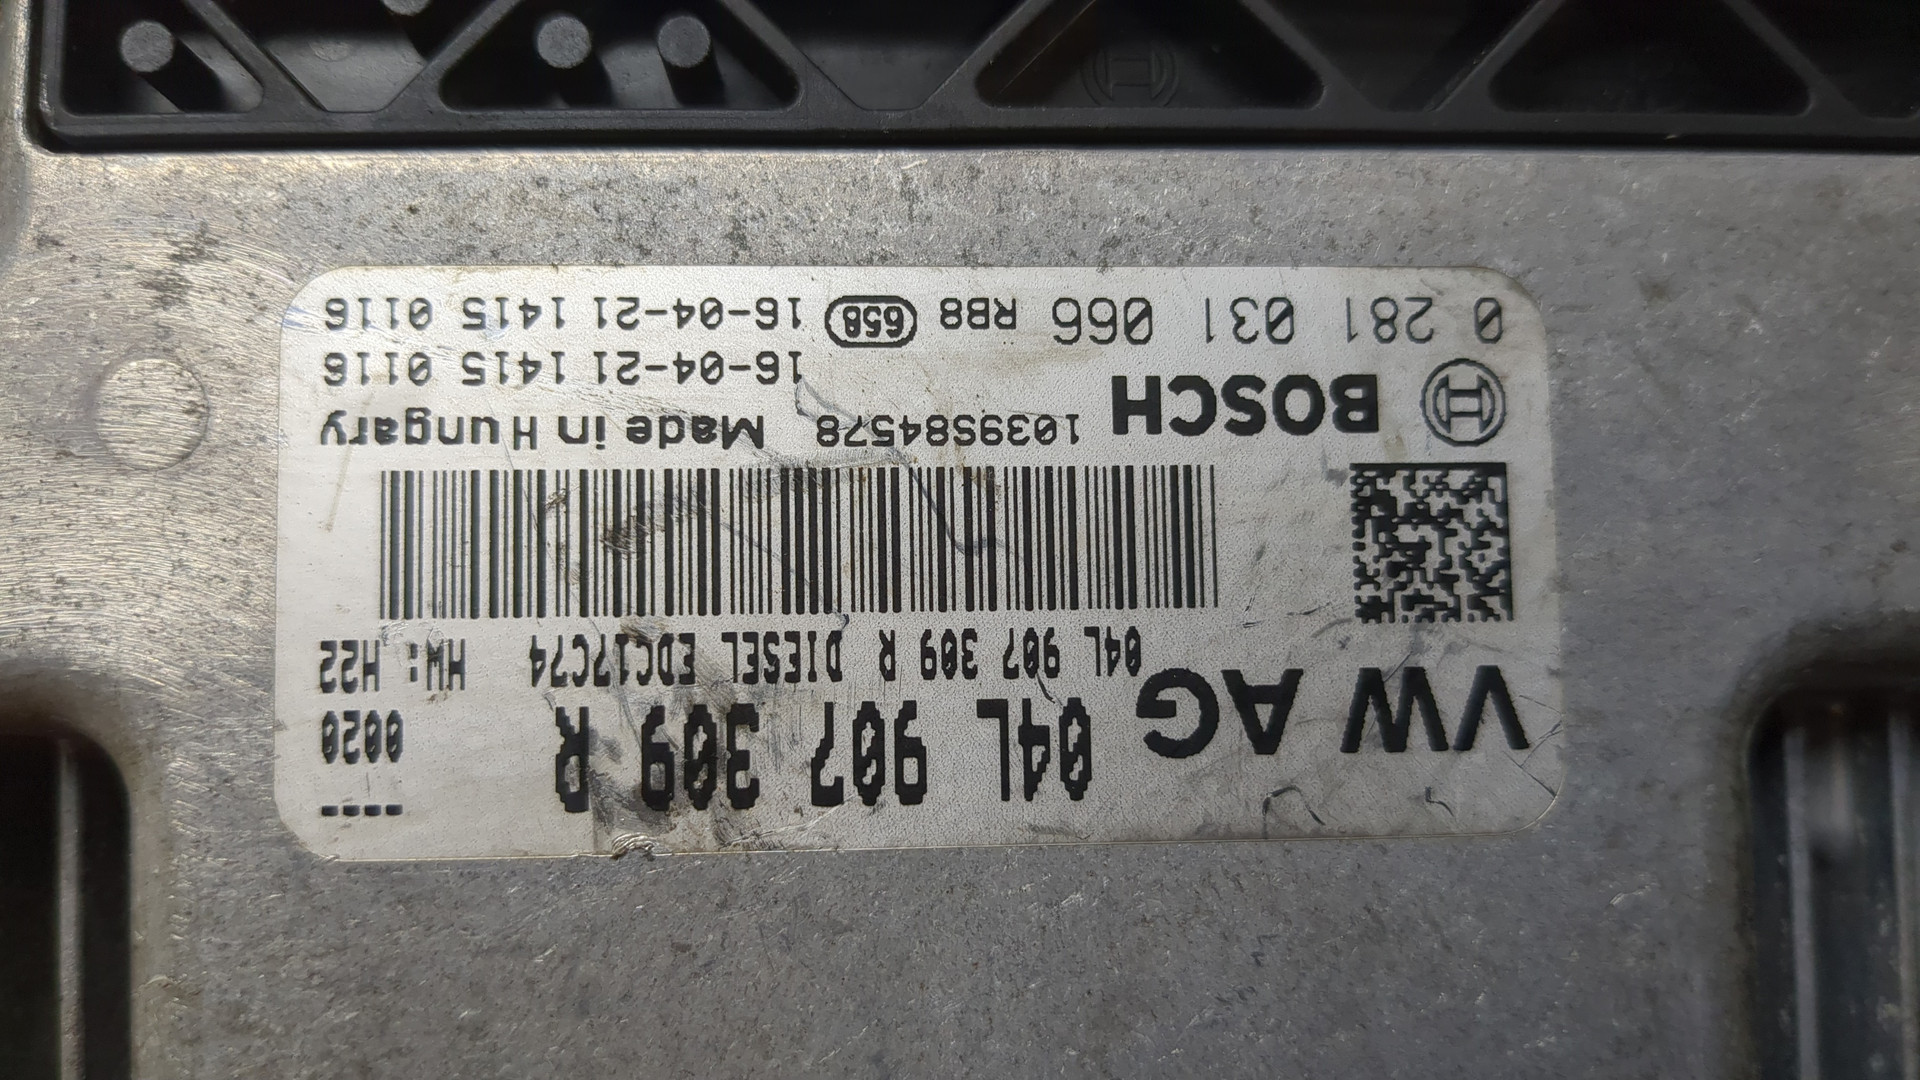 VW AG 04L 907 309 R ----
0020
04L 907 309 R DIESEL EDC17C74 HW: H22
BOSCH 1039S84578 Made in Hungary
16-04-21 1415 0116
0 281 031 066 RB8 658 16-04-21 1415 0116